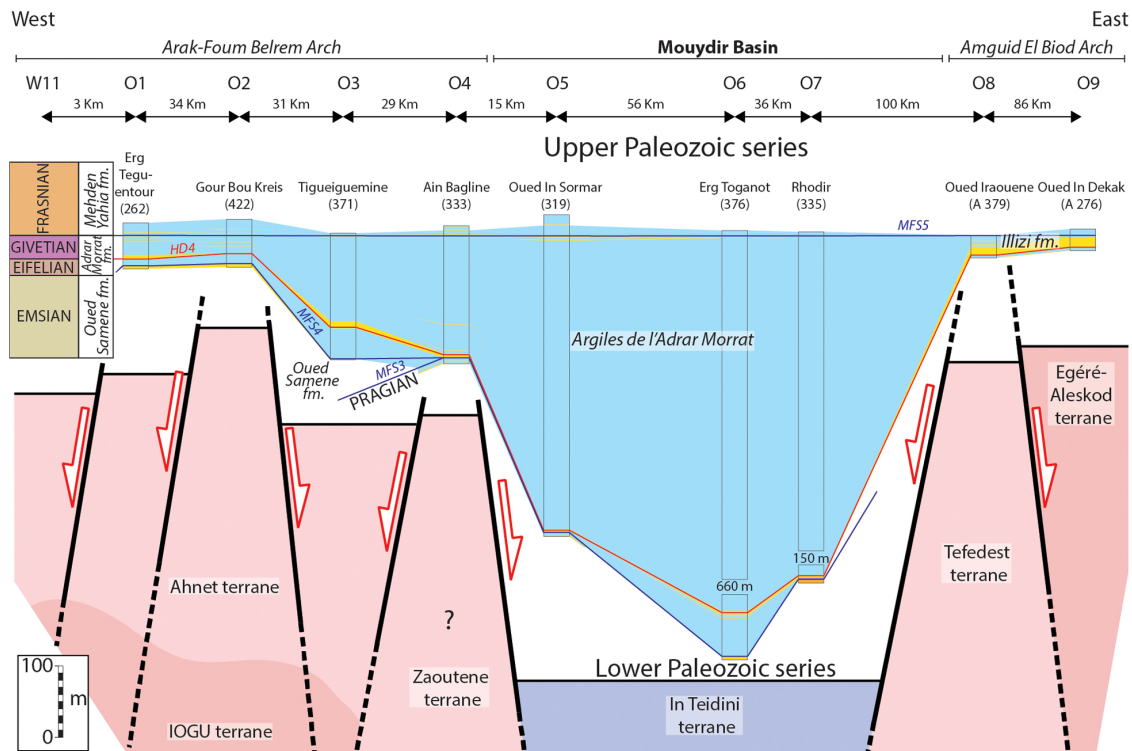 West
East
Arak-Foum Belrem Arch
Mouydir Basin
Amguid El Biod Arch
W11
O1
O2
O3
O4
O5
O6
O7
O8
O9
3 Km
34 Km
31 Km
29 Km
15 Km
56 Km
36 Km
100 Km
86 Km
Upper Paleozoic series
FRASNIAN
GIVETIAN
EIFELIAN
EMSIAN
Mehden
Yahia fm.
Adrar
Morrat
fm.
Oued
Samene fm.
Erg
Tegu-
entour
(262)
Gour Bou Kreis
(422)
Tigueiguemine
(371)
Ain Bagline
(333)
Oued In Sormar
(319)
Erg Toganot
(376)
Rhodir
(335)
Oued Iraouene
(A 379)
Oued In Dekak
(A 276)
MFS5
HD4
Illizi fm.
MFS4
Argiles de l'Adrar Morrat
Oued
Samene
fm.
MFS3
PRAGIAN
Egéré-
Aleskod
terrane
150 m
660 m
Tefedest
terrane
Ahnet terrane
?
Lower Paleozoic series
Zaoutene
terrane
In Teidini
terrane
IOGU terrane
100
m
0